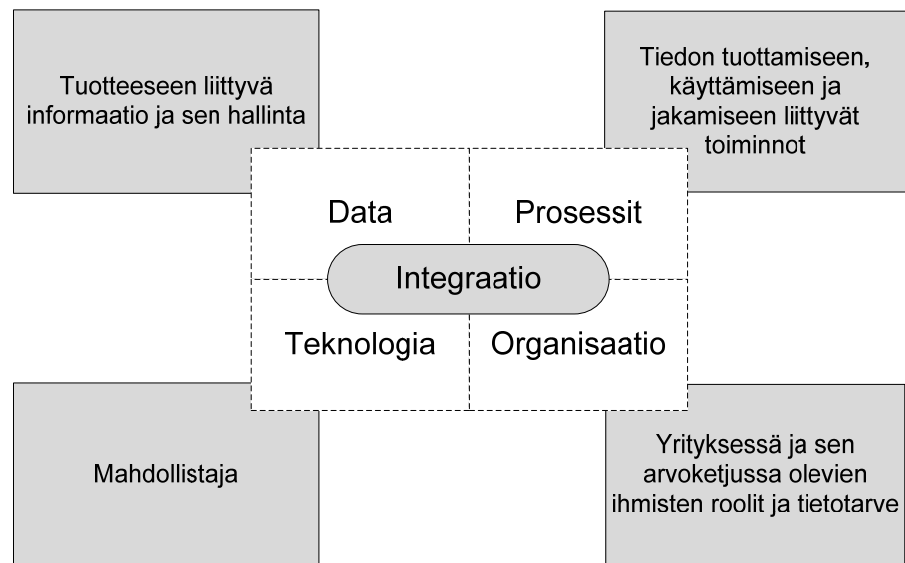 Tuotteeseen liittyvä
informaatio ja sen hallinta
Tiedon tuottamiseen,
käyttämiseen ja
jakamiseen liittyvät
toiminnot
Data
Prosessit
Integraatio
Teknologia
Organisaatio
Mahdollistaja
Yrityksessä ja sen
arvoketjussa olevien
ihmisten roolit ja tietotarve